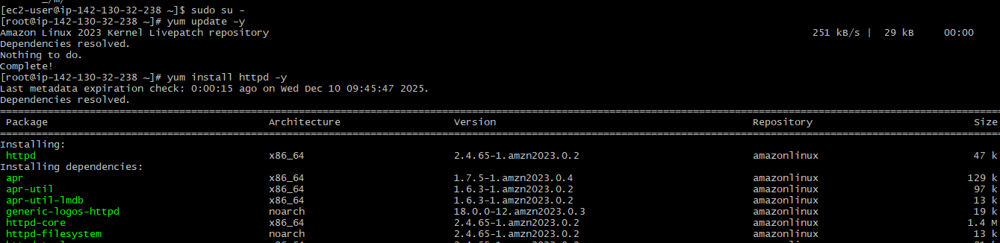 [ec2-user@ip-142-130-32-238 ~]$ sudo su -
[root@ip-142-130-32-238 ~]# yum update -y
Amazon Linux 2023 Kernel Livepatch repository 251 kB/s | 29 kB 00:00
Dependencies resolved.
Nothing to do.
Complete!
[root@ip-142-130-32-238 ~]# yum install httpd -y
Last metadata expiration check: 0:00:15 ago on Wed Dec 10 09:45:47 2025.
Dependencies resolved.
Package Architecture Version Repository Size
Installing:
httpd x86_64 2.4.65-1.amzn2023.0.2 amazonlinux 47 k
Installing dependencies:
apr x86_64 1.7.5-1.amzn2023.0.4 amazonlinux 129 k
apr-util x86_64 1.6.3-1.amzn2023.0.2 amazonlinux 97 k
apr-util-lmdb x86_64 1.6.3-1.amzn2023.0.2 amazonlinux 13 k
generic-logos-httpd noarch 18.0.0-12.amzn2023.0.3 amazonlinux 19 k
httpd-core x86_64 2.4.65-1.amzn2023.0.2 amazonlinux 1.4 M
httpd-filesystem noarch 2.4.65-1.amzn2023.0.2 amazonlinux 13 k